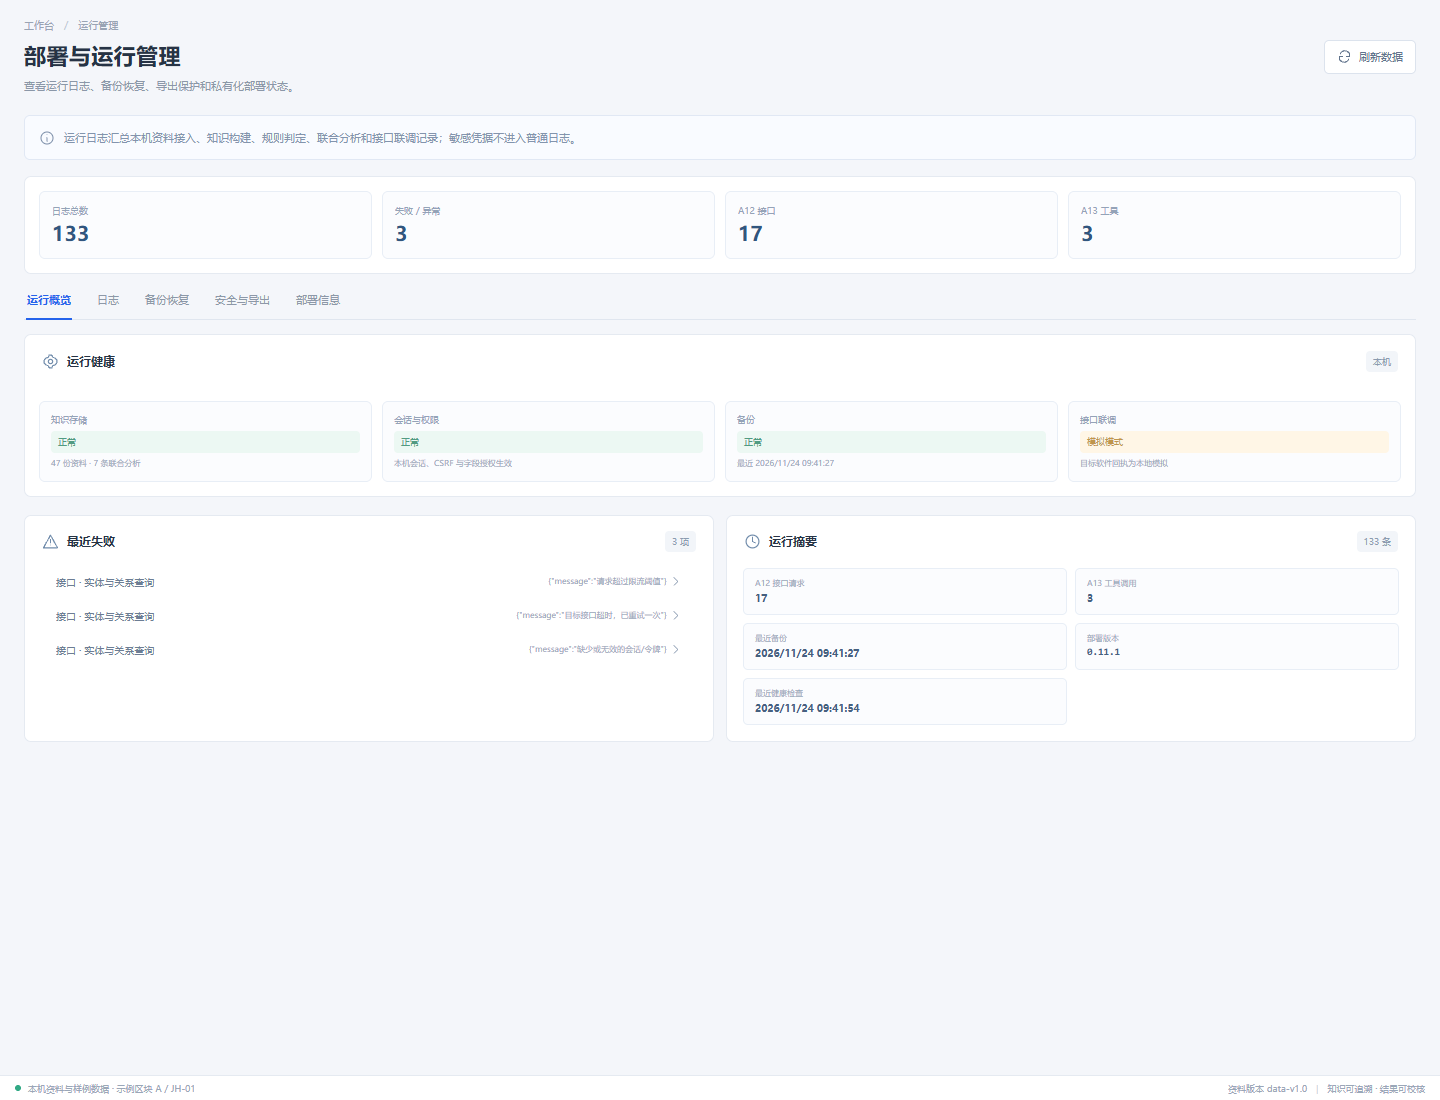 工作台 / 运行管理
部署与运行管理
刷新数据
查看运行日志、备份恢复、导出保护和私有化部署状态。
运行日志汇总本机资料接入、知识构建、规则判定、联合分析和接口联调记录；敏感凭据不进入普通日志。
日志总数
133
失败 / 异常
3
A12 接口
17
A13 工具
3
运行概览 日志 备份恢复 安全与导出 部署信息
运行健康
本机
知识存储
正常
47 份资料 · 7 条联合分析
会话与权限
正常
本机会话、CSRF 与字段授权生效
备份
正常
最近 2026/11/24 09:41:27
接口联调
模拟模式
目标软件回执为本地模拟
最近失败
3 项
接口 · 实体与关系查询 {"message":"请求超过限流阈值"}
接口 · 实体与关系查询 {"message":"目标接口超时，已重试一次"}
接口 · 实体与关系查询 {"message":"缺少或无效的会话/令牌"}
运行摘要
133 条
A12 接口请求
17
A13 工具调用
3
最近备份
2026/11/24 09:41:27
部署版本
0.11.1
最近健康检查
2026/11/24 09:41:54
本机资料与样例数据 · 示例区块 A / JH-01
资料版本 data-v1.0 | 知识可追溯 · 结果可校核